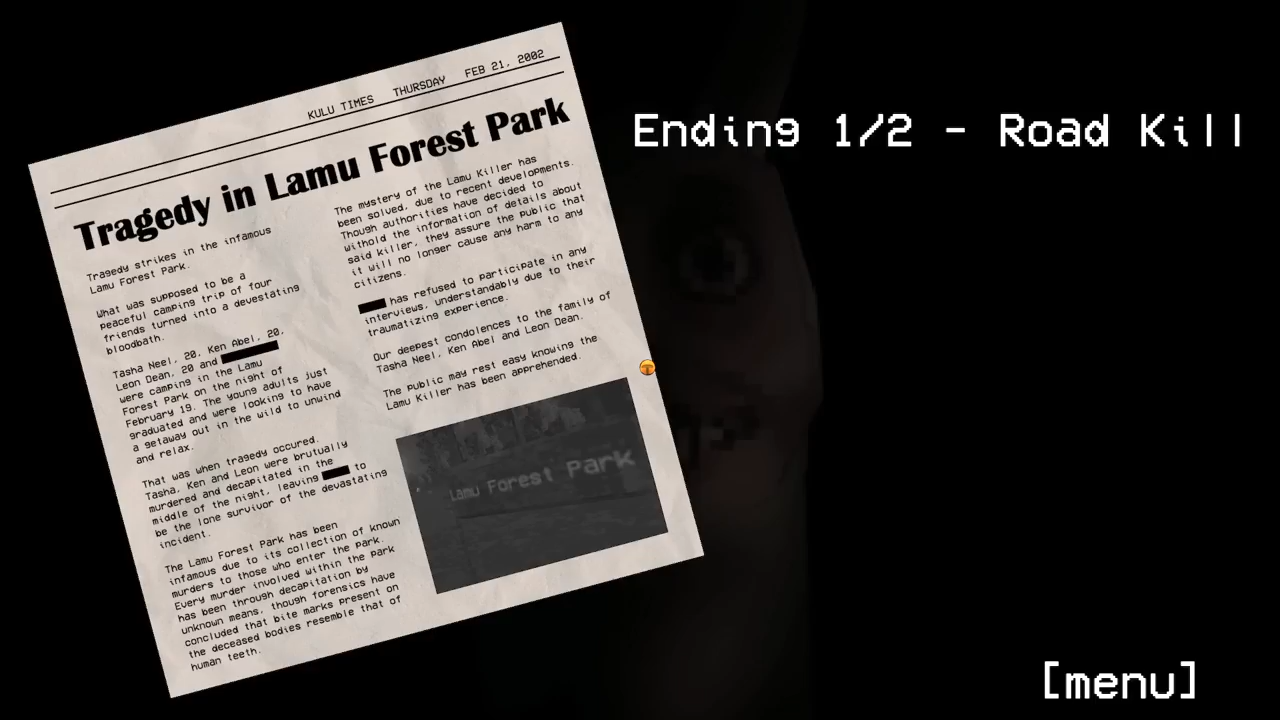 KULU TIMES THURSDAY FEB 21, 2002
Tragedy in Lamu Forest Park
Tragedy strikes in the infamous
Lamu Forest Park.
What was supposed to be a
peaceful camping trip of four
friends turned into a devastating
bloodbath.
Tasha Neel, 20, Ken Abel, 20,
Leon Dean, 20 and
were camping in the Lamu
Forest Park on the night of
February 19. The young adults just
graduated and were looking to have
a getaway out in the wild to unwind
and relax.
That was when tragedy occured.
Tasha, Ken and Leon were brutually
murdered and decapitated in the
middle of the night, leaving to
be the lone survivor of the devastating
incident.
The Lamu Forest Park has been
infamous due to its collection of known
murders to those who enter the park.
Every murder involved within the park
has been through decapitation by
unknown means, though forensics have
concluded that bite marks present on
the deceased bodies resemble that of
human teeth.
The mystery of the Lamu Killer has
been solved, due to recent developments.
Though authorities have decided to
withold the information of details about
said killer, they assure the public that
it will no longer cause any harm to any
citizens.
has refused to participate in any
interviews, understandably due to their
traumatizing experience.
Our deepest condolences to the family of
Tasha Neel, Ken Abel and Leon Dean.
The public may rest easy knowing the
Lamu Killer has been apprehended.
Lamu Forest Park
Ending 1/2 - Road Kill
[menu]